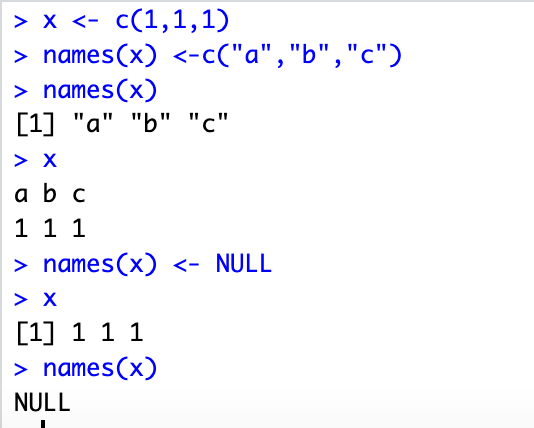 > x <- c(1,1,1)
> names(x) <-c("a","b","c")
> names(x)
[1] "a" "b" "c"
> x
a b c
1 1 1
> names(x) <- NULL
> x
[1] 1 1 1
> names(x)
NULL